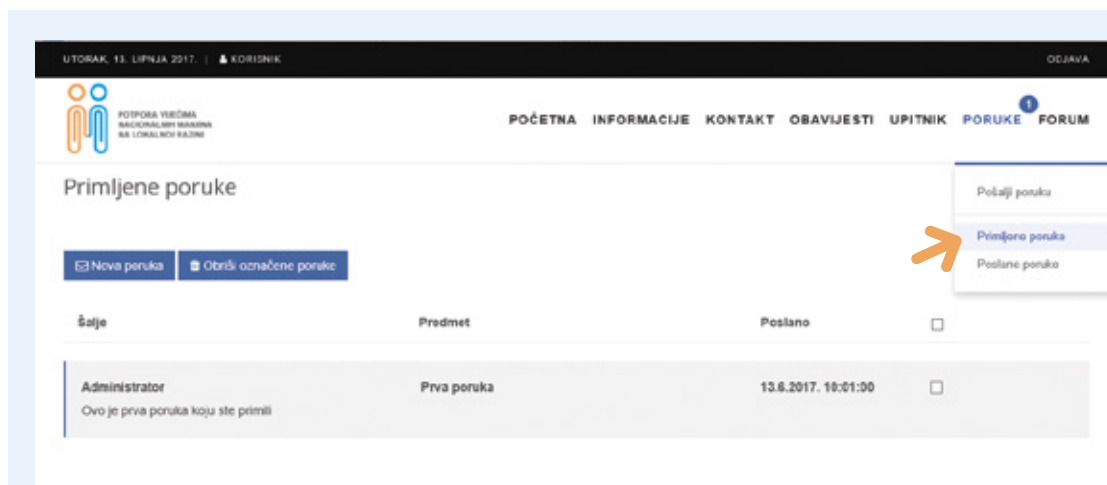 UTORAK, 13. LIPNJA 2017. | KORISNIK ODJAVA
POTPORA VIJEĆIMA
NACIONALNIH MANJINA
NA LOKALNOJ RAZINI
POČETNA INFORMACIJE KONTAKT OBAVIJESTI UPITNIK PORUKE 1 FORUM
Primljene poruke
Pošalji poruku
Primljene poruke
Poslane poruke
Nova poruka Obriši označene poruke
Šalje Predmet Poslano
Administrator Prva poruka 13.6.2017. 10:01:00
Ovo je prva poruka koju ste primili